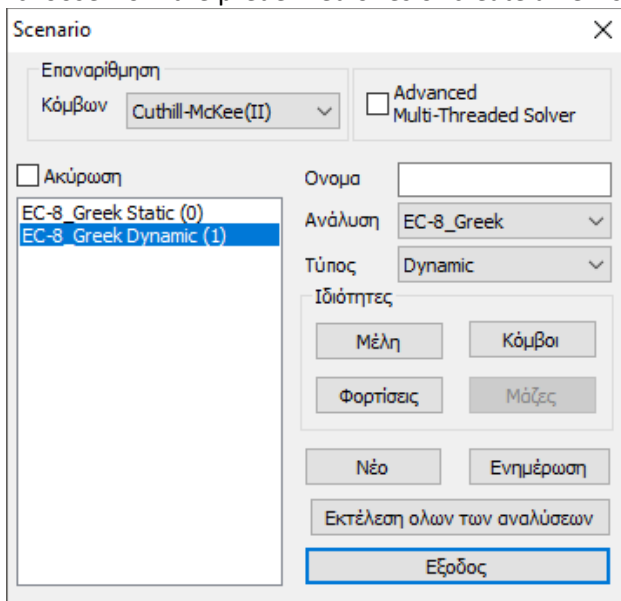 Scenario
Επαναρίθμηση
Κόμβων
Cuthill-McKee(II)
Advanced
Multi-Threaded Solver
Ακύρωση
EC-8_Greek Static (0)
EC-8_Greek Dynamic (1)
Ονομα
Ανάλυση
EC-8_Greek
Τύπος
Dynamic
Ιδιότητες
Μέλη
Κόμβοι
Φορτίσεις
Μάζες
Νέο
Ενημέρωση
Εκτέλεση ολων των αναλύσεων
Εξοδος